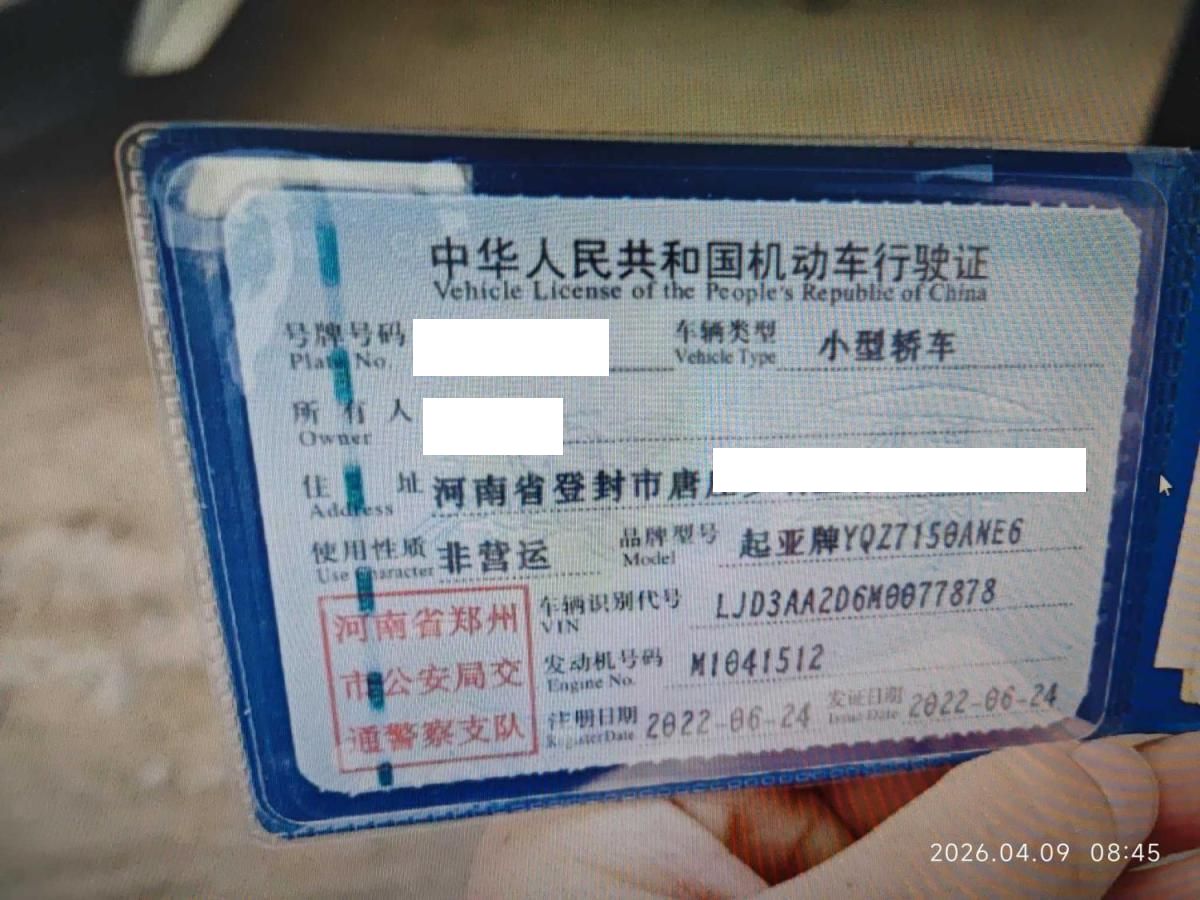 中华人民共和国机动车行驶证
Vehicle License of the People's Republic of China
号牌号码 车辆类型 小型轿车
Plate No. Vehicle Type
所有人
Owner
住址 河南省登封市唐
Address
使用性质 非营运 品牌型号 起亚牌YQZ7150ANE6
Use Character Model
河南省郑州 车辆识别代号 LJD3AA2D6M0077878
VIN
市公安局交 发动机号码 M1041512
Engine No.
通警察支队 注册日期 2022-06-24 发证日期 2022-06-24
Register Date Issue Date
2026.04.09 08:45